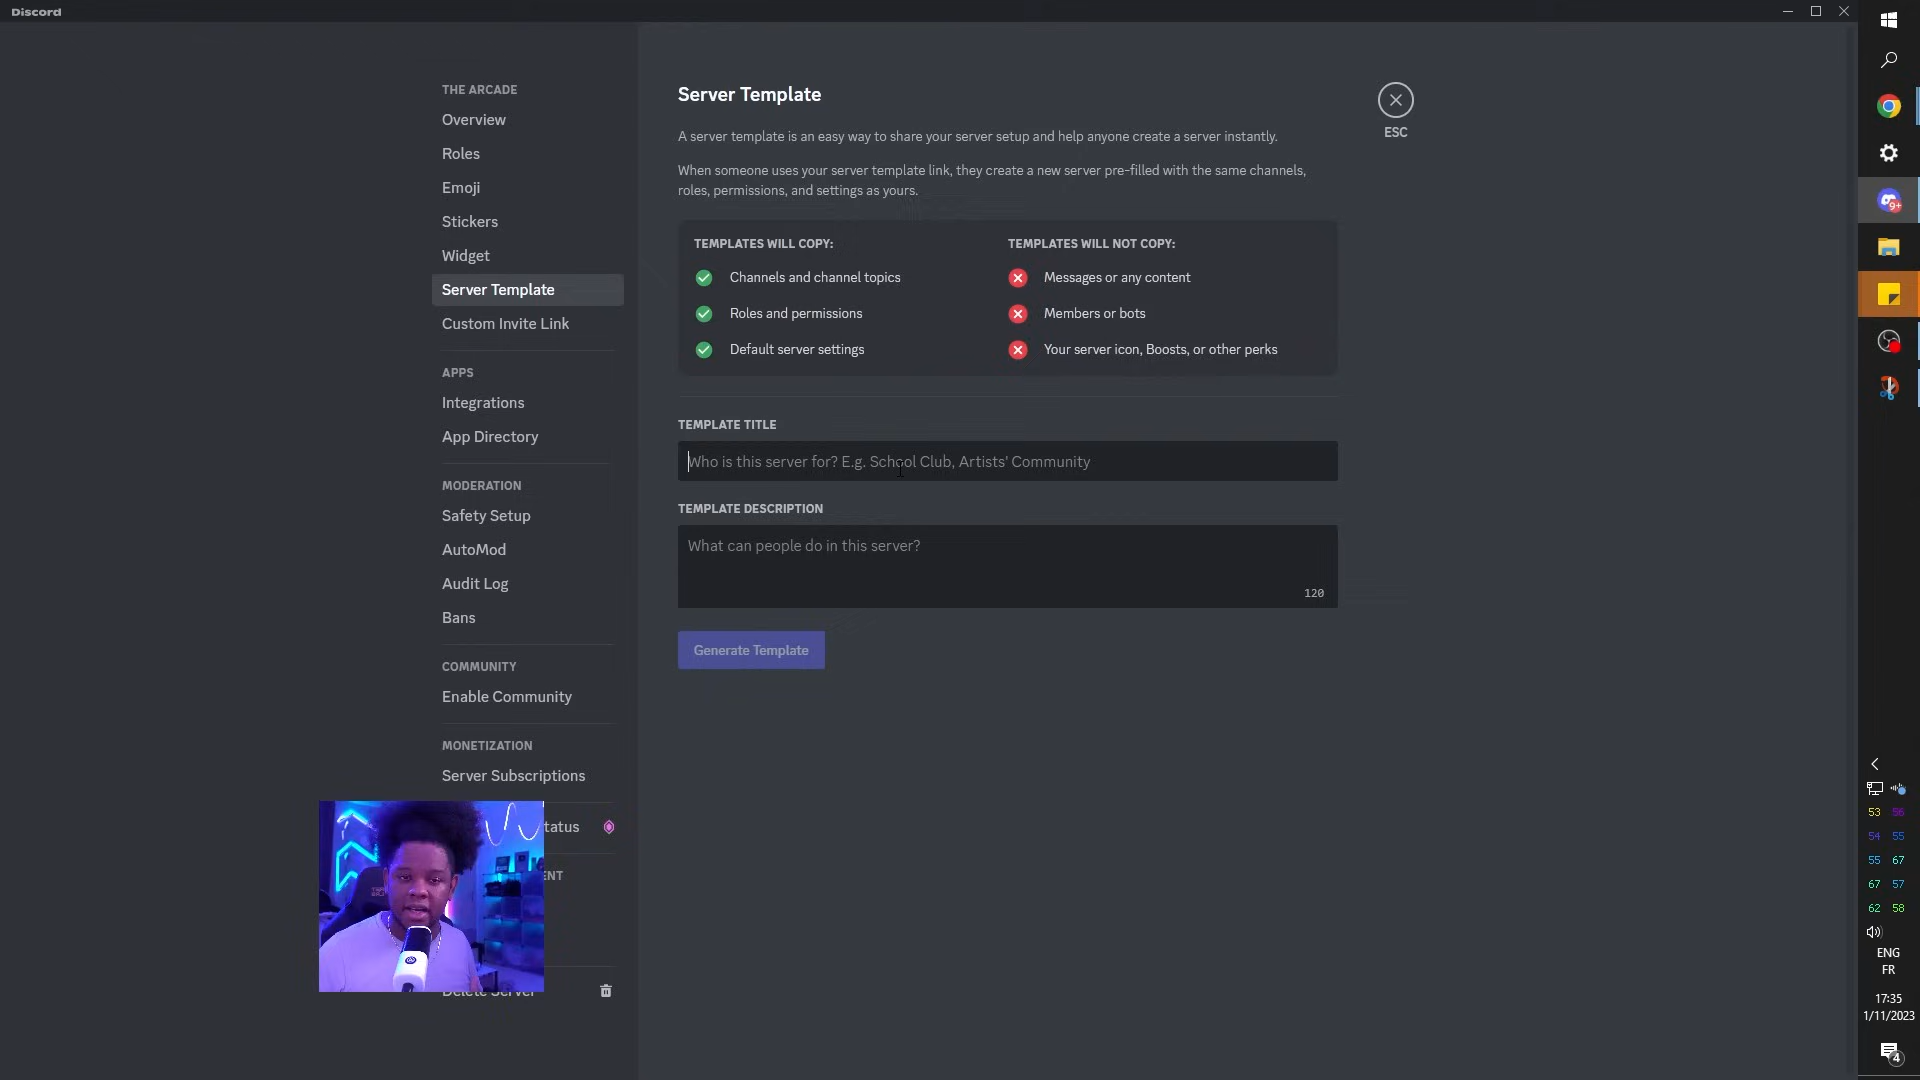 Discord
THE ARCADE
Overview
Roles
Emoji
Stickers
Widget
Server Template
Custom Invite Link
APPS
Integrations
App Directory
MODERATION
Safety Setup
AutoMod
Audit Log
Bans
COMMUNITY
Enable Community
MONETIZATION
Server Subscriptions
tatus
ENT
Delete Server
Server Template
ESC
A server template is an easy way to share your server setup and help anyone create a server instantly.
When someone uses your server template link, they create a new server pre-filled with the same channels,
roles, permissions, and settings as yours.
TEMPLATES WILL COPY:
Channels and channel topics
Roles and permissions
Default server settings
TEMPLATES WILL NOT COPY:
Messages or any content
Members or bots
Your server icon, Boosts, or other perks
TEMPLATE TITLE
Who is this server for? E.g. School Club, Artists' Community
TEMPLATE DESCRIPTION
What can people do in this server?
120
Generate Template
9+
53 56
54 55
55 67
67 57
62 58
ENG
FR
17:35
1/11/2023
4